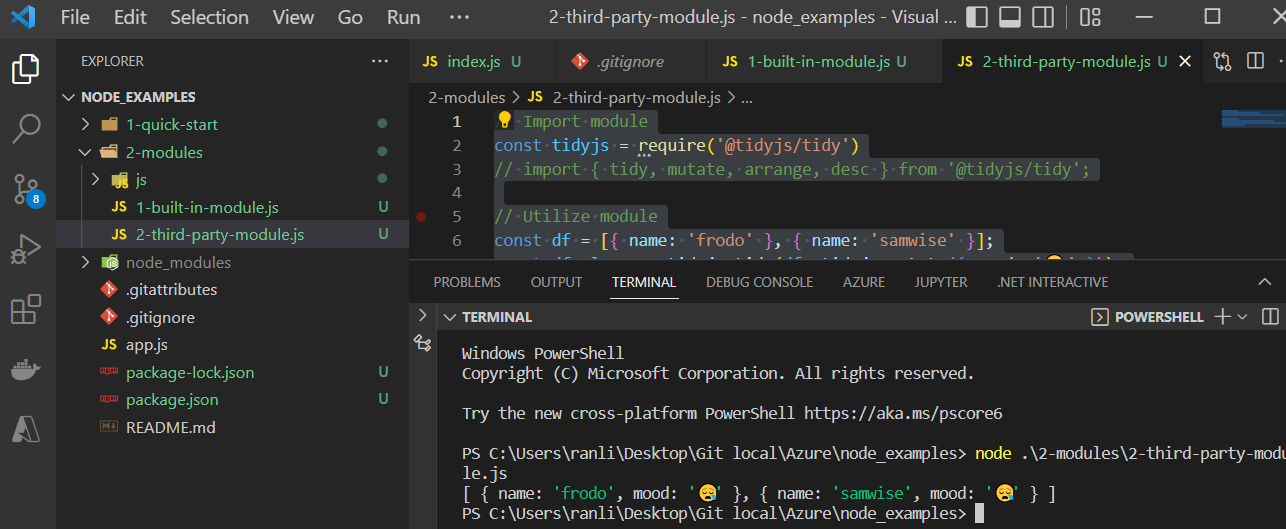 File Edit Selection View Go Run ··· 2-third-party-module.js - node_examples - Visual ...
EXPLORER ···
NODE_EXAMPLES
1-quick-start
2-modules
JS js
JS 1-built-in-module.js U
JS 2-third-party-module.js U
node_modules
.gitattributes
.gitignore
JS app.js
package-lock.json U
package.json U
README.md
8
JS index.js U .gitignore JS 1-built-in-module.js U JS 2-third-party-module.js U
2-modules > JS 2-third-party-module.js > ...
1 Import module
2 const tidyjs = require('@tidyjs/tidy')
3 // import { tidy, mutate, arrange, desc } from '@tidyjs/tidy';
4
5 // Utilize module
6 const df = [{ name: 'frodo' }, { name: 'samwise' }];
PROBLEMS OUTPUT TERMINAL DEBUG CONSOLE AZURE JUPYTER .NET INTERACTIVE
TERMINAL POWERSHELL
Windows PowerShell
Copyright (C) Microsoft Corporation. All rights reserved.
Try the new cross-platform PowerShell https://aka.ms/pscore6
PS C:\Users\ranli\Desktop\Git local\Azure\node_examples> node .\2-modules\2-third-party-modu
le.js
[ { name: 'frodo', mood: '😪' }, { name: 'samwise', mood: '😪' } ]
PS C:\Users\ranli\Desktop\Git local\Azure\node_examples>